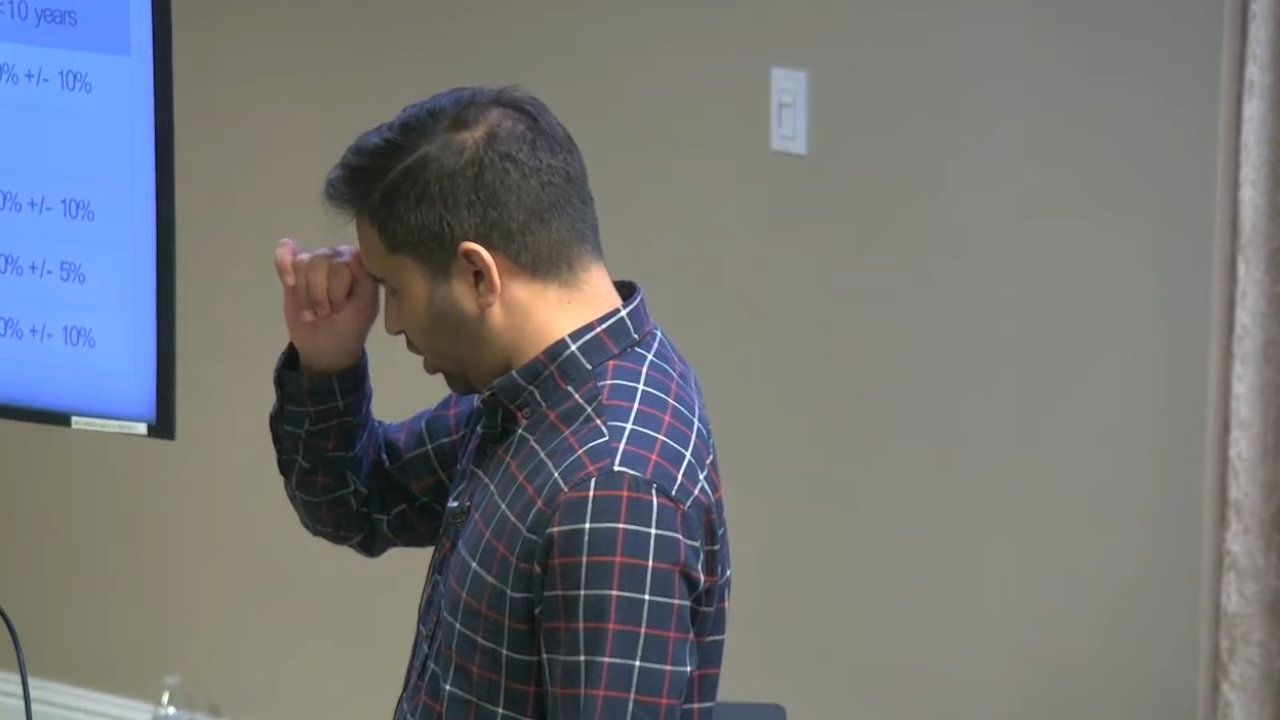 <10 years
0% +/- 10%
0% +/- 10%
0% +/- 5%
0% +/- 10%